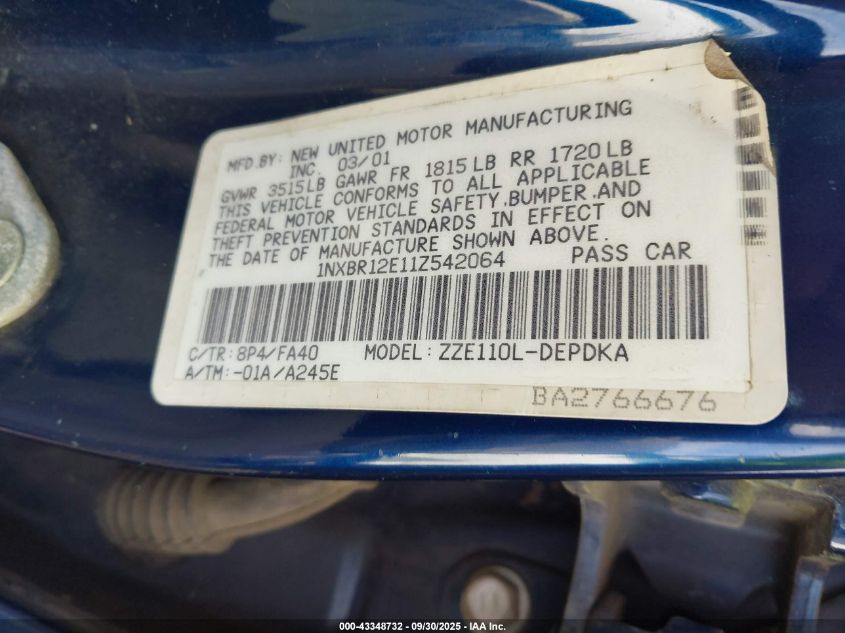 MFD.BY: NEW UNITED MOTOR MANUFACTURING
INC. 03/01
GVWR 3515LB GAWR FR 1815LB RR 1720LB
THIS VEHICLE CONFORMS TO ALL APPLICABLE
FEDERAL MOTOR VEHICLE SAFETY,BUMPER,AND
THEFT PREVENTION STANDARDS IN EFFECT ON
THE DATE OF MANUFACTURE SHOWN ABOVE.
1NXBR12E11Z542064 PASS CAR
C/TR: 8P4/FA40 MODEL: ZZE110L-DEPDKA
A/TM: -01A/A245E
BA2766676
000-43348732 - 09/30/2025 - IAA Inc.